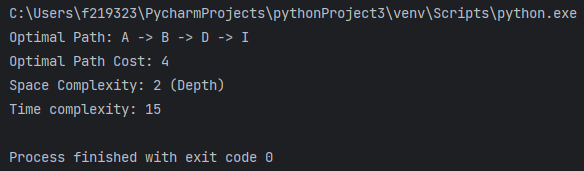 C:\Users\f219323\PycharmProjects\pythonProject3\venv\Scripts\python.exe
Optimal Path: A -> B -> D -> I
Optimal Path Cost: 4
Space Complexity: 2 (Depth)
Time complexity: 15
Process finished with exit code 0